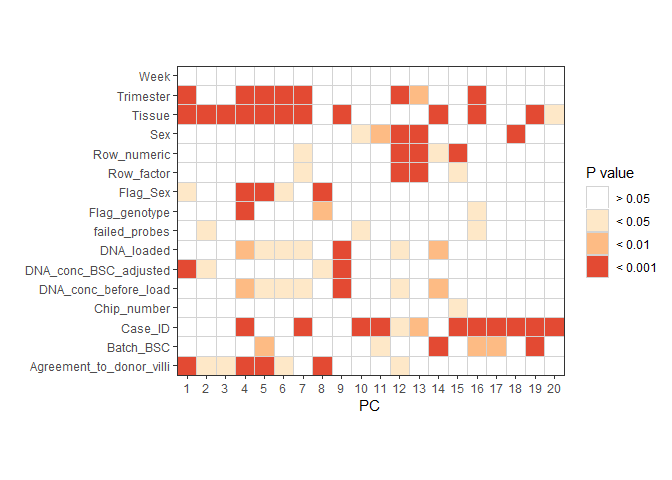 Week
Trimester
Tissue
Sex
Row_numeric
Row_factor
Flag_Sex
Flag_genotype
failed_probes
DNA_loaded
DNA_conc_BSC_adjusted
DNA_conc_before_load
Chip_number
Case_ID
Batch_BSC
Agreement_to_donor_villi
1 2 3 4 5 6 7 8 9 10 11 12 13 14 15 16 17 18 19 20
PC
P value
> 0.05
< 0.05
< 0.01
< 0.001